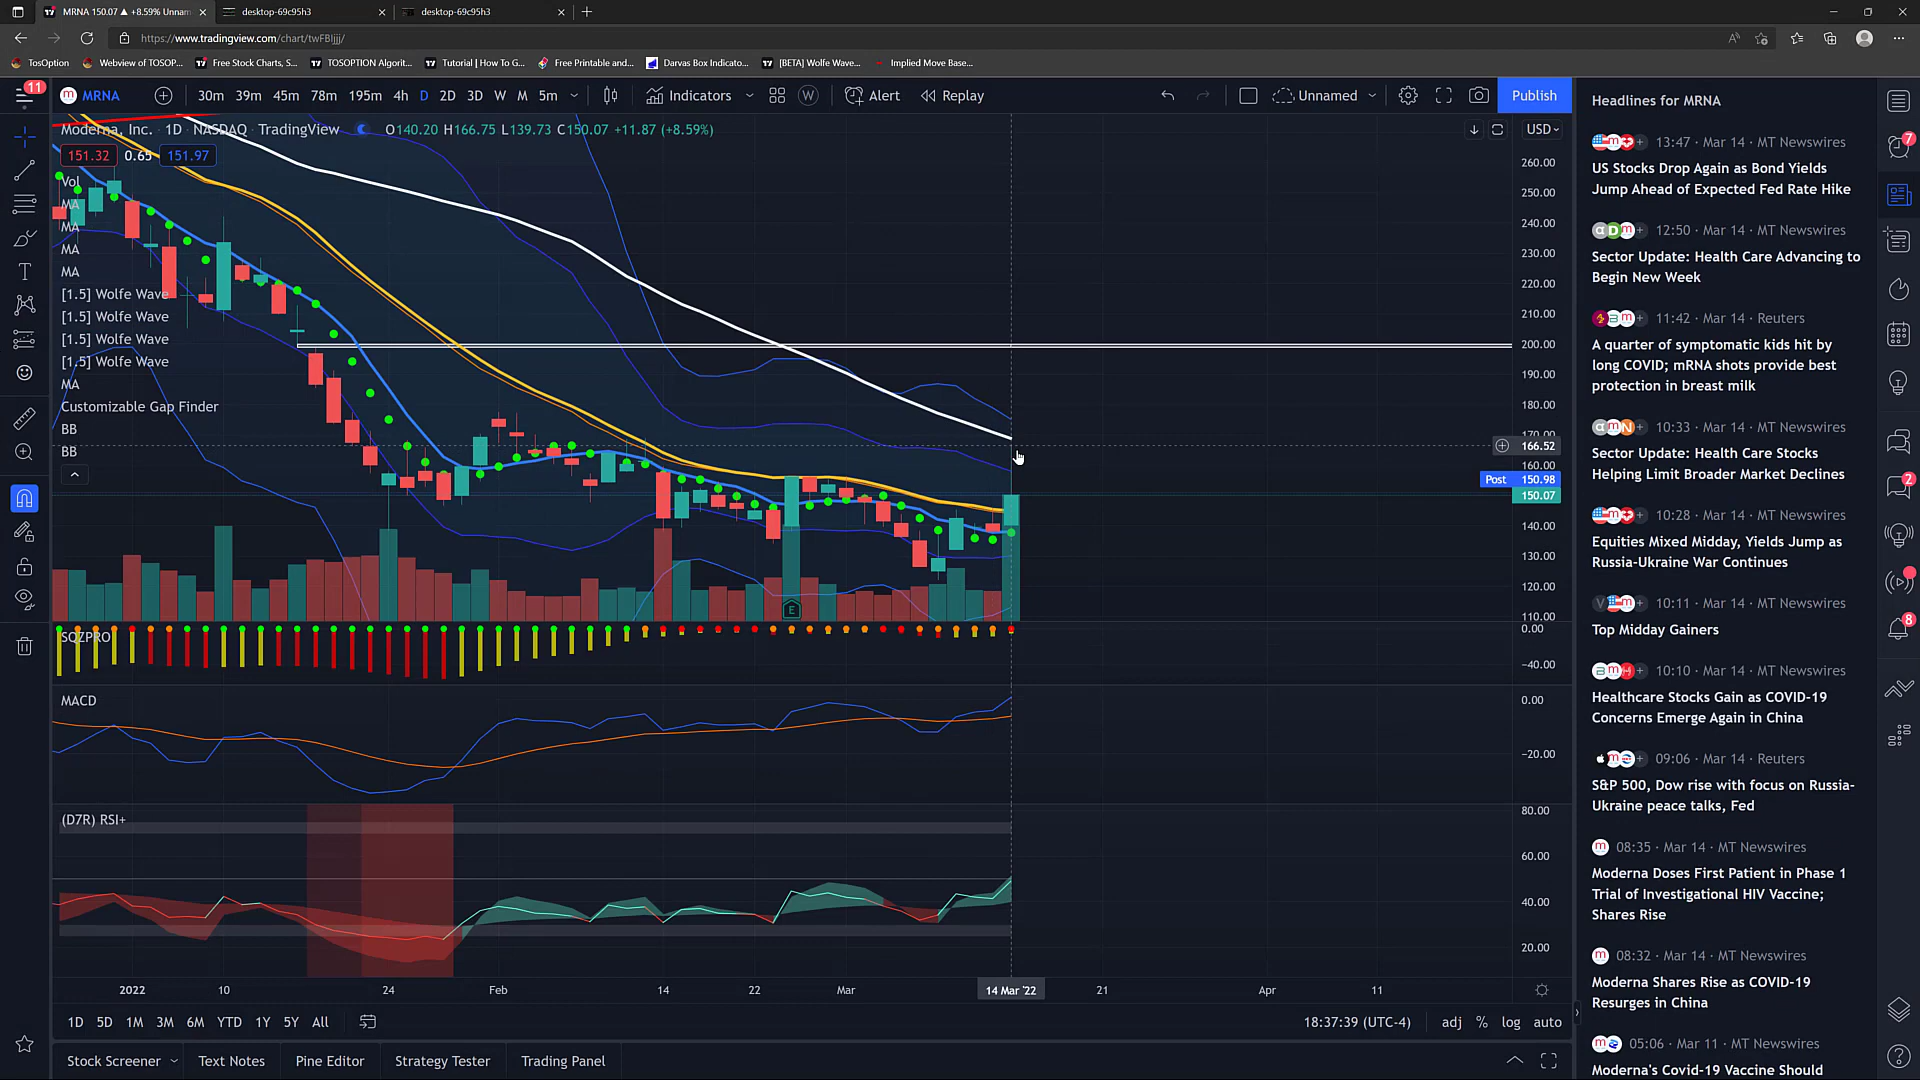 MRNA 150.07 ▲ +8.59% Unnam
desktop-69c95h3
desktop-69c95h3
https://www.tradingview.com/chart/twFBIjjj/
TosOption
Webview of TOSOP...
Free Stock Charts, S...
TOSOPTION Algorit...
Tutorial | How To G...
Free Printable and...
Darvas Box Indicato...
[BETA] Wolfe Wave...
Implied Move Base...
11
MRNA
30m 39m 45m 78m 195m 4h D 2D 3D W M 5m
Indicators
Alert
Replay
Unnamed
Publish
Moderna, Inc. · 1D · NASDAQ · TradingView
O140.20 H166.75 L139.73 C150.07 +11.87 (+8.59%)
USD
151.32 0.65 151.97
Vol
MA
MA
MA
MA
[1.5] Wolfe Wave
[1.5] Wolfe Wave
[1.5] Wolfe Wave
[1.5] Wolfe Wave
MA
Customizable Gap Finder
BB
BB
260.00
250.00
240.00
230.00
220.00
210.00
200.00
190.00
180.00
170.00
166.52
160.00
Post 150.98
150.07
140.00
130.00
120.00
110.00
E
SQZPRO
0.00
−40.00
MACD
0.00
−20.00
(D7R) RSI+
80.00
60.00
40.00
20.00
2022 10 24 Feb 14 22 Mar 14 Mar '22 21 Apr 11
1D 5D 1M 3M 6M YTD 1Y 5Y All
18:37:39 (UTC-4)
adj % log auto
Stock Screener
Text Notes
Pine Editor
Strategy Tester
Trading Panel
Headlines for MRNA
13:47 · Mar 14 · MT Newswires
US Stocks Drop Again as Bond Yields
Jump Ahead of Expected Fed Rate Hike
12:50 · Mar 14 · MT Newswires
Sector Update: Health Care Advancing to
Begin New Week
11:42 · Mar 14 · Reuters
A quarter of symptomatic kids hit by
long COVID; mRNA shots provide best
protection in breast milk
10:33 · Mar 14 · MT Newswires
Sector Update: Health Care Stocks
Helping Limit Broader Market Declines
10:28 · Mar 14 · MT Newswires
Equities Mixed Midday, Yields Jump as
Russia-Ukraine War Continues
10:11 · Mar 14 · MT Newswires
Top Midday Gainers
10:10 · Mar 14 · MT Newswires
Healthcare Stocks Gain as COVID-19
Concerns Emerge Again in China
09:06 · Mar 14 · Reuters
S&P 500, Dow rise with focus on Russia-
Ukraine peace talks, Fed
08:35 · Mar 14 · MT Newswires
Moderna Doses First Patient in Phase 1
Trial of Investigational HIV Vaccine;
Shares Rise
08:32 · Mar 14 · MT Newswires
Moderna Shares Rise as COVID-19
Resurges in China
05:06 · Mar 11 · MT Newswires
Moderna's Covid-19 Vaccine Should
7
2
8